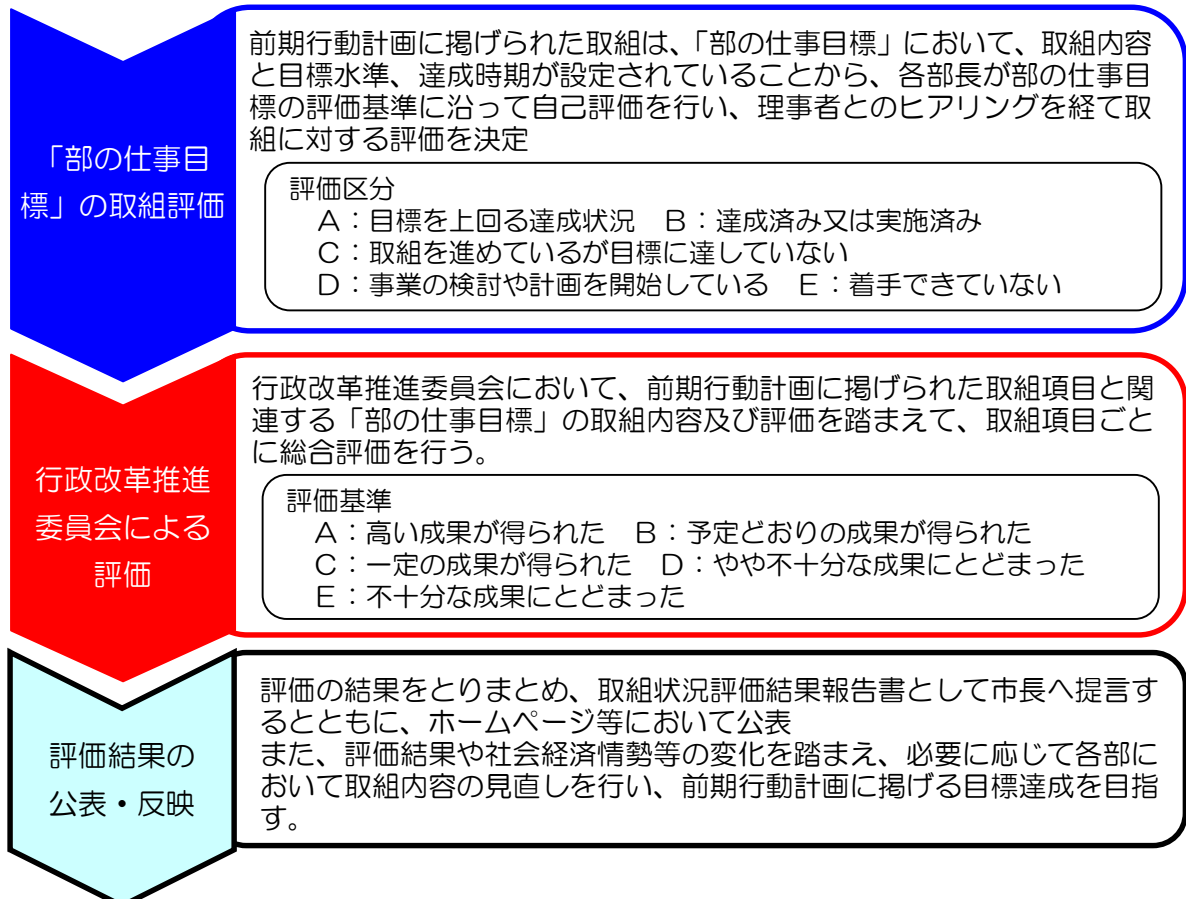 「部の仕事目
標」の取組評価
前期行動計画に掲げられた取組は、「部の仕事目標」において、取組内容
と目標水準、達成時期が設定されていることから、各部長が部の仕事目
標の評価基準に沿って自己評価を行い、理事者とのヒアリングを経て取
組に対する評価を決定
評価区分
Ａ：目標を上回る達成状況　Ｂ：達成済み又は実施済み
Ｃ：取組を進めているが目標に達していない
Ｄ：事業の検討や計画を開始している　Ｅ：着手できていない
行政改革推進
委員会による
評価
行政改革推進委員会において、前期行動計画に掲げられた取組項目と関
連する「部の仕事目標」の取組内容及び評価を踏まえて、取組項目ごと
に総合評価を行う。
評価基準
Ａ：高い成果が得られた　Ｂ：予定どおりの成果が得られた
Ｃ：一定の成果が得られた　Ｄ：やや不十分な成果にとどまった
Ｅ：不十分な成果にとどまった
評価結果の
公表・反映
評価の結果をとりまとめ、取組状況評価結果報告書として市長へ提言す
るとともに、ホームページ等において公表
また、評価結果や社会経済情勢等の変化を踏まえ、必要に応じて各部に
おいて取組内容の見直しを行い、前期行動計画に掲げる目標達成を目指
す。